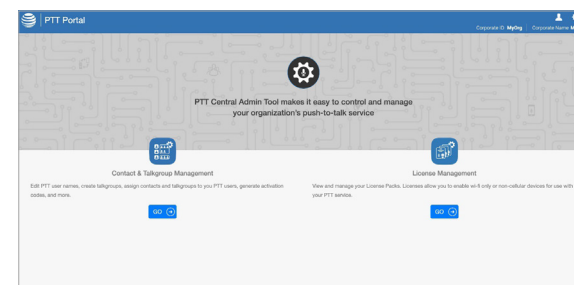 PTT Portal
Corporate ID MyOrg
Corporate Name
PTT Central Admin Tool makes it easy to control and manage
your organization's push-to-talk service
Contact & Talkgroup Management
Edit PTT user names, create talkgroups, assign contacts and talkgroups to you PTT users, generate activation
codes, and more.
GO
License Management
View and manage your License Packs. Licenses allow you to enable wi-fi only or non-cellular devices for use with
your PTT service.
GO